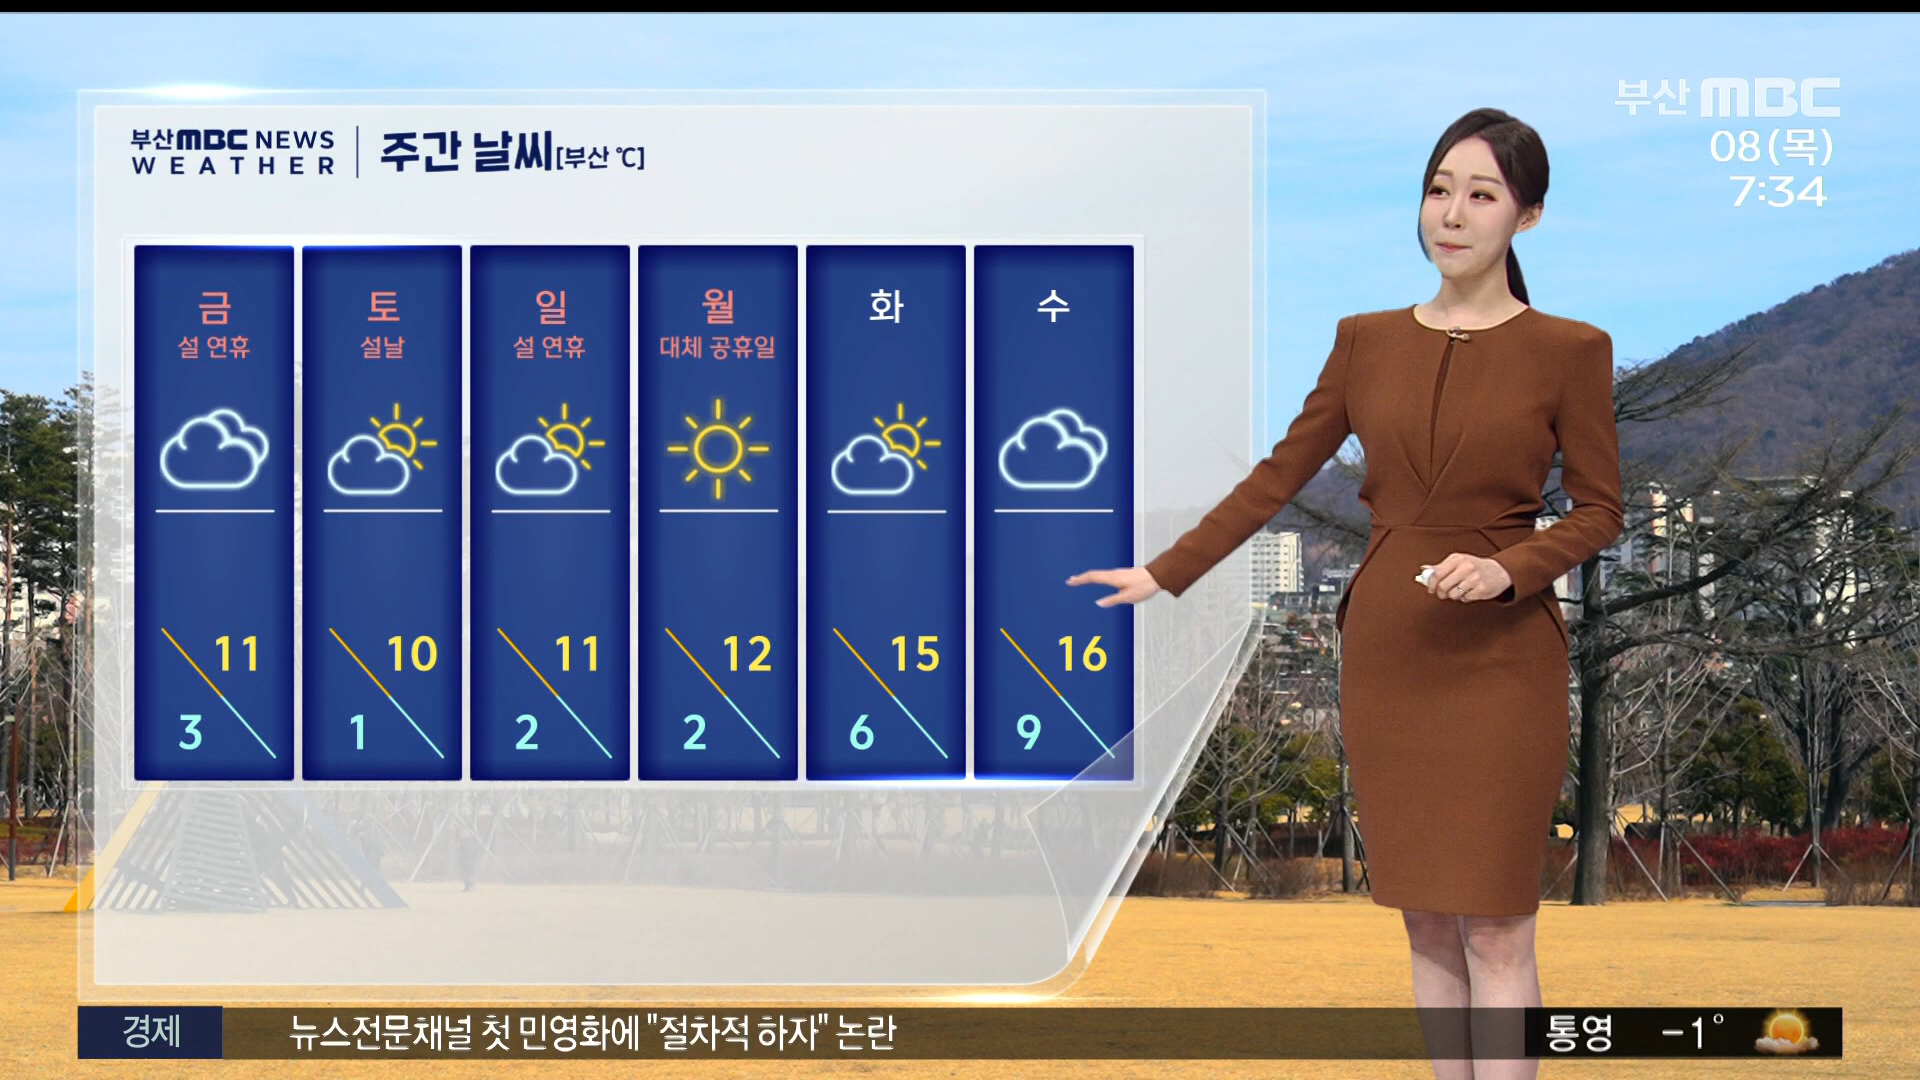 부산MBC NEWS
WEATHER
주간 날씨[부산 ℃]
부산MBC
08(목)
7:34
금 토 일 월 화 수
설 연휴 설날 설 연휴 대체 공휴일
11 10 11 12 15 16
3 1 2 2 6 9
경제 뉴스전문채널 첫 민영화에 "절차적 하자" 논란
통영 -1°